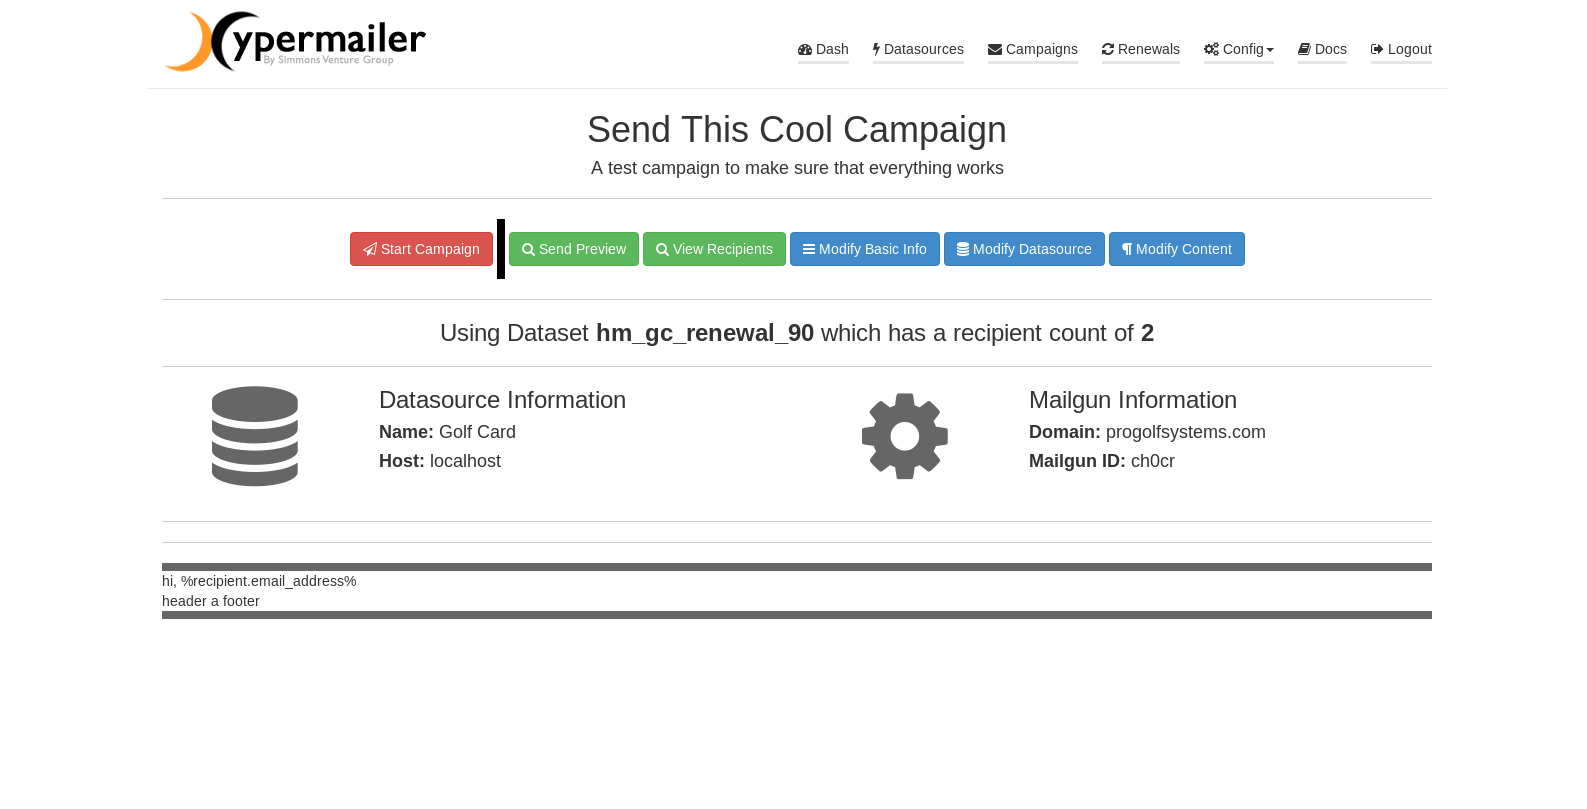 ypermailer
By Simmons Venture Group
Dash Datasources Campaigns Renewals Config Docs Logout
Send This Cool Campaign
A test campaign to make sure that everything works
Start Campaign Send Preview View Recipients Modify Basic Info Modify Datasource Modify Content
Using Dataset hm_gc_renewal_90 which has a recipient count of 2
Datasource Information
Name: Golf Card
Host: localhost
Mailgun Information
Domain: progolfsystems.com
Mailgun ID: ch0cr
hi, %recipient.email_address%
header a footer